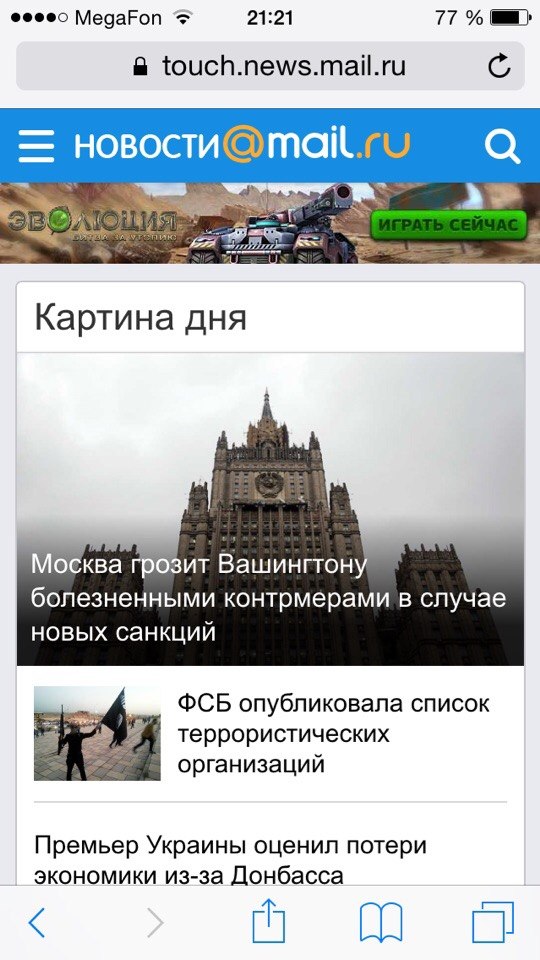 MegaFon 21:21 77 %
touch.news.mail.ru
новости@mail.ru
ЭВОЛЮЦИЯ
БИТВА ЗА УТОПИЮ
ИГРАТЬ СЕЙЧАС
Картина дня
Москва грозит Вашингтону
болезненными контрмерами в случае
новых санкций
ФСБ опубликовала список
террористических
организаций
Премьер Украины оценил потери
экономики из-за Донбасса